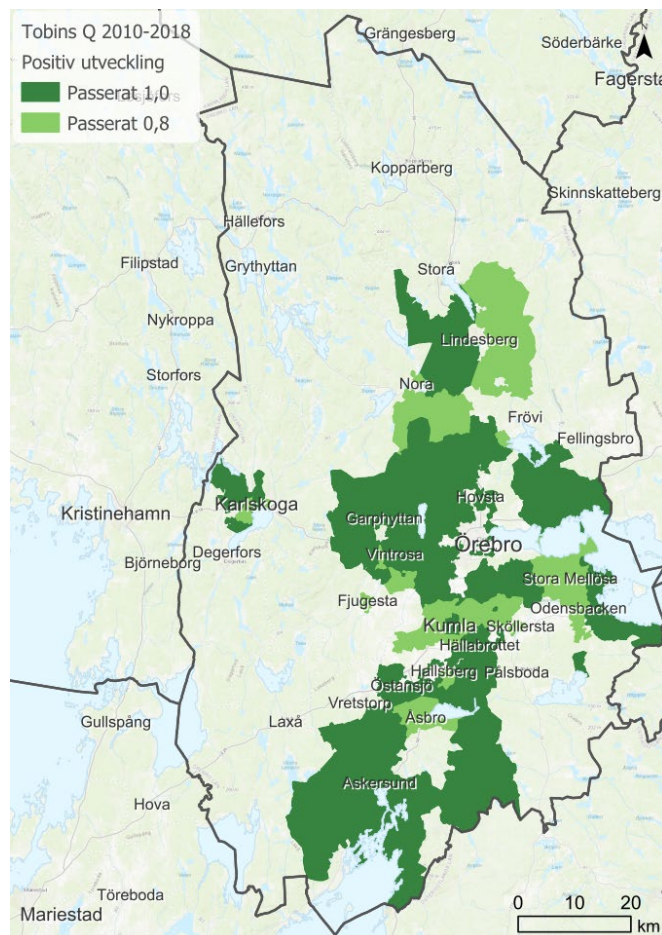 Tobins Q 2010-2018
Positiv utveckling
Passerat 1,0
Passerat 0,8
Grängesberg
Söderbärke
N
Fagersta
Kopparberg
Skinnskatteberg
Hällefors
Filipstad
Grythyttan
Storå
Nykroppa
Lindesberg
Storfors
Nora
Frövi
Fellingsbro
Karlskoga
Hovsta
Kristinehamn
Garphyttan
Örebro
Degerfors
Vintrosa
Björneborg
Stora Mellösa
Fjugesta
Odensbacken
Kumla
Sköllersta
Hällabrottet
Hallsberg
Pålsboda
Östansjö
Vretstorp
Gullspång
Laxå
Åsbro
Askersund
Hova
Töreboda
Mariestad
0 10 20
km